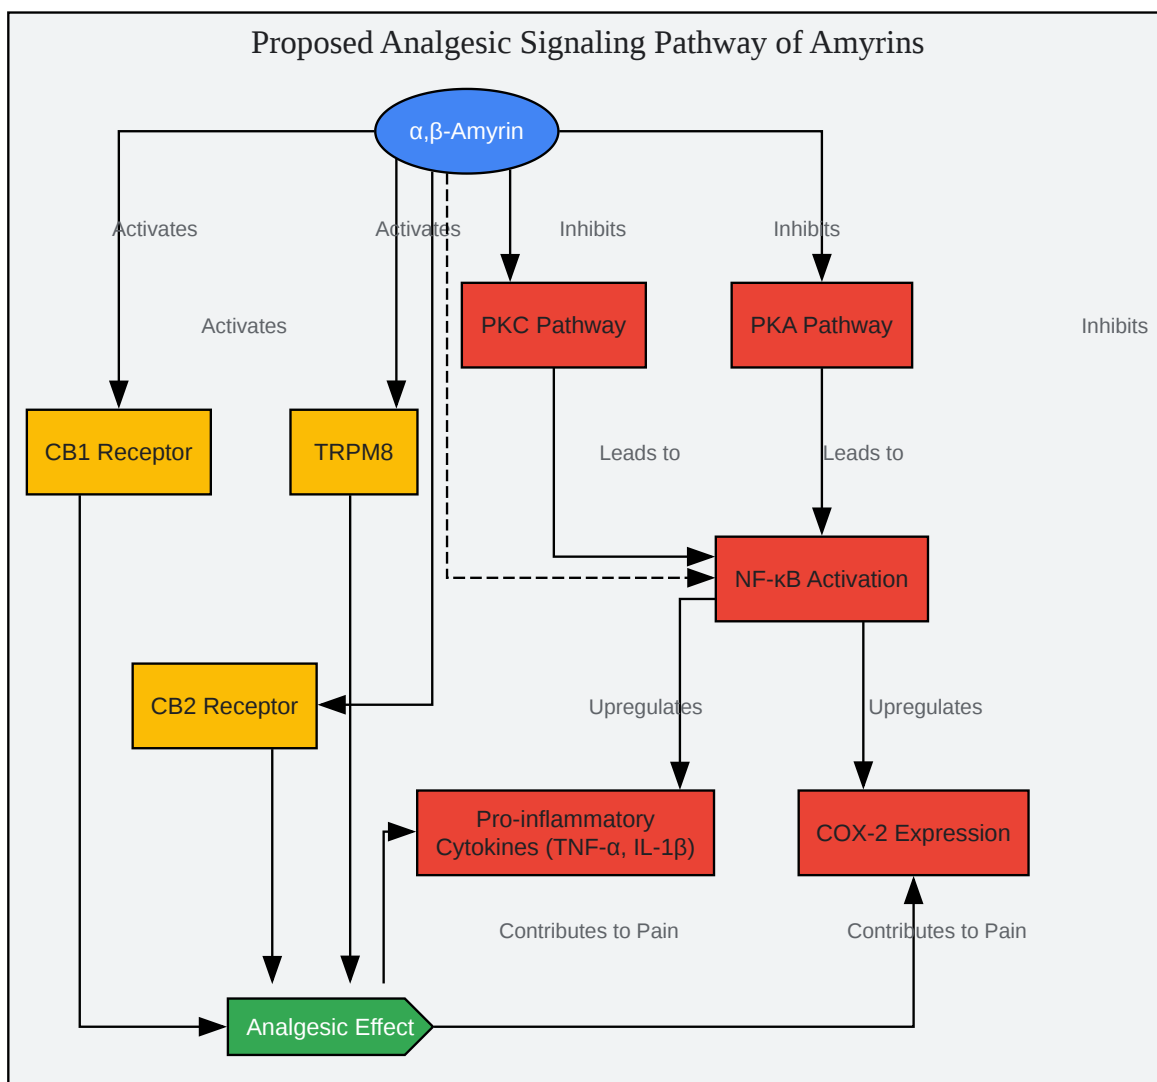 Proposed Analgesic Signaling Pathway of Amyrins
α,β-Amyrin
Activates
Activates
Inhibits
Inhibits
PKC Pathway
PKA Pathway
Activates
Inhibits
CB1 Receptor
TRPM8
Leads to
Leads to
NF-κB Activation
CB2 Receptor
Upregulates
Upregulates
Pro-inflammatory
Cytokines (TNF-α, IL-1β)
COX-2 Expression
Contributes to Pain
Contributes to Pain
Analgesic Effect